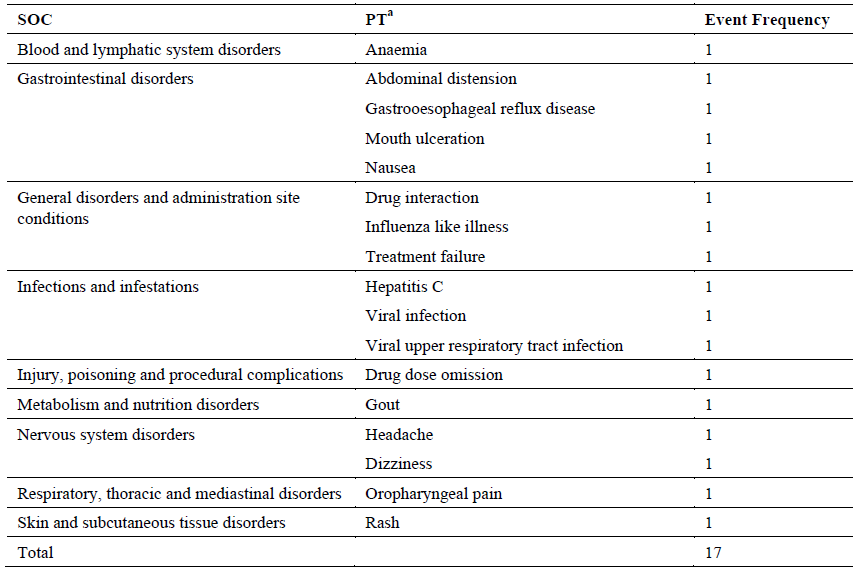 SOC PTa Event Frequency
Blood and lymphatic system disorders Anaemia 1
Gastrointestinal disorders Abdominal distension 1
Gastrooesophageal reflux disease 1
Mouth ulceration 1
Nausea 1
General disorders and administration site conditions Drug interaction 1
Influenza like illness 1
Treatment failure 1
Infections and infestations Hepatitis C 1
Viral infection 1
Viral upper respiratory tract infection 1
Injury, poisoning and procedural complications Drug dose omission 1
Metabolism and nutrition disorders Gout 1
Nervous system disorders Headache 1
Dizziness 1
Respiratory, thoracic and mediastinal disorders Oropharyngeal pain 1
Skin and subcutaneous tissue disorders Rash 1
Total 17